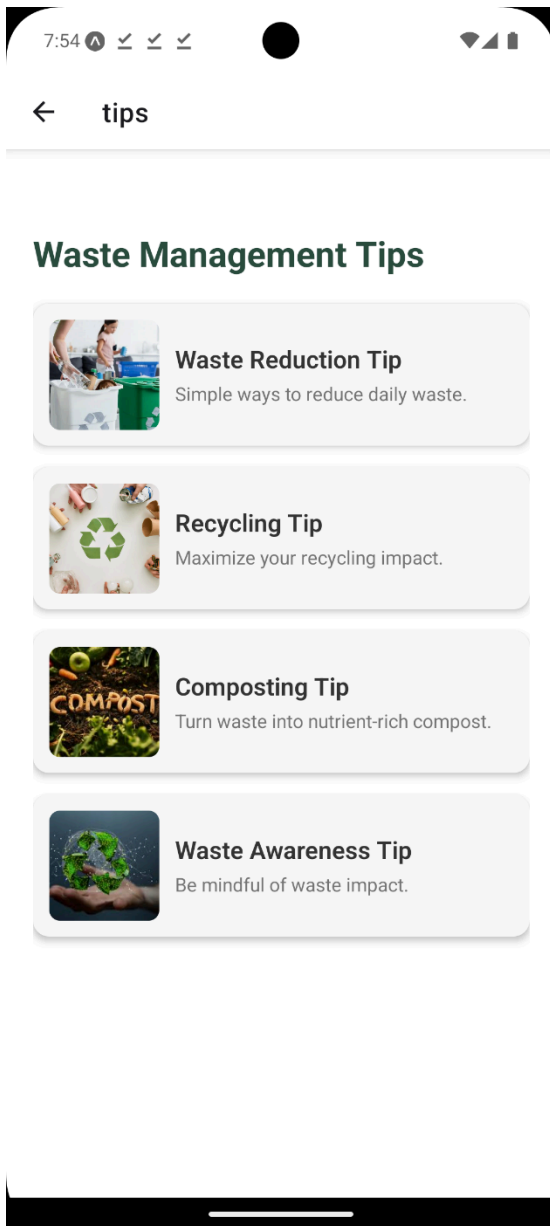 7:54
tips
Waste Management Tips
Waste Reduction Tip
Simple ways to reduce daily waste.
Recycling Tip
Maximize your recycling impact.
COMPOST
Composting Tip
Turn waste into nutrient-rich compost.
Waste Awareness Tip
Be mindful of waste impact.